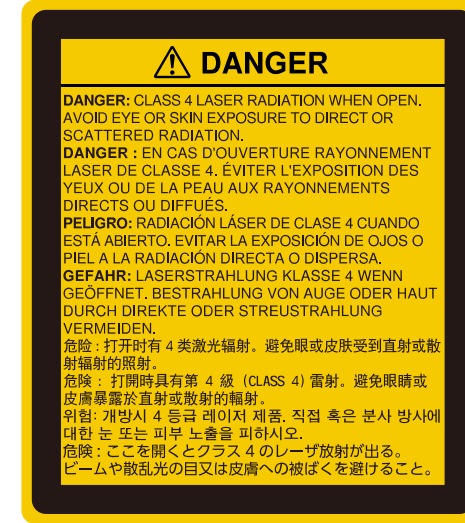 DANGER
DANGER: CLASS 4 LASER RADIATION WHEN OPEN.
AVOID EYE OR SKIN EXPOSURE TO DIRECT OR
SCATTERED RADIATION.
DANGER : EN CAS D'OUVERTURE RAYONNEMENT
LASER DE CLASSE 4. ÉVITER L'EXPOSITION DES
YEUX OU DE LA PEAU AUX RAYONNEMENTS
DIRECTS OU DIFFUÉS.
PELIGRO: RADIACIÓN LÁSER DE CLASE 4 CUANDO
ESTÁ ABIERTO. EVITAR LA EXPOSICIÓN DE OJOS O
PIEL A LA RADIACIÓN DIRECTA O DISPERSA.
GEFAHR: LASERSTRAHLUNG KLASSE 4 WENN
GEÖFFNET. BESTRAHLUNG VON AUGE ODER HAUT
DURCH DIREKTE ODER STREUSTRAHLUNG
VERMEIDEN.
危险 : 打开时有 4 类激光辐射。避免眼或皮肤受到直射或散
射辐射的照射。
危険 : 打開時具有第 4 級 (CLASS 4) 雷射。避免眼睛或
皮膚暴露於直射或散射的輻射。
위험: 개방시 4 등급 레이저 제품. 직접 혹은 분사 방사에
대한 눈 또는 피부 노출을 피하시오.
危険 : ここを開くとクラス 4 のレーザ放射が出る。
ビームや散乱光の目又は皮膚への被ばくを避けること。